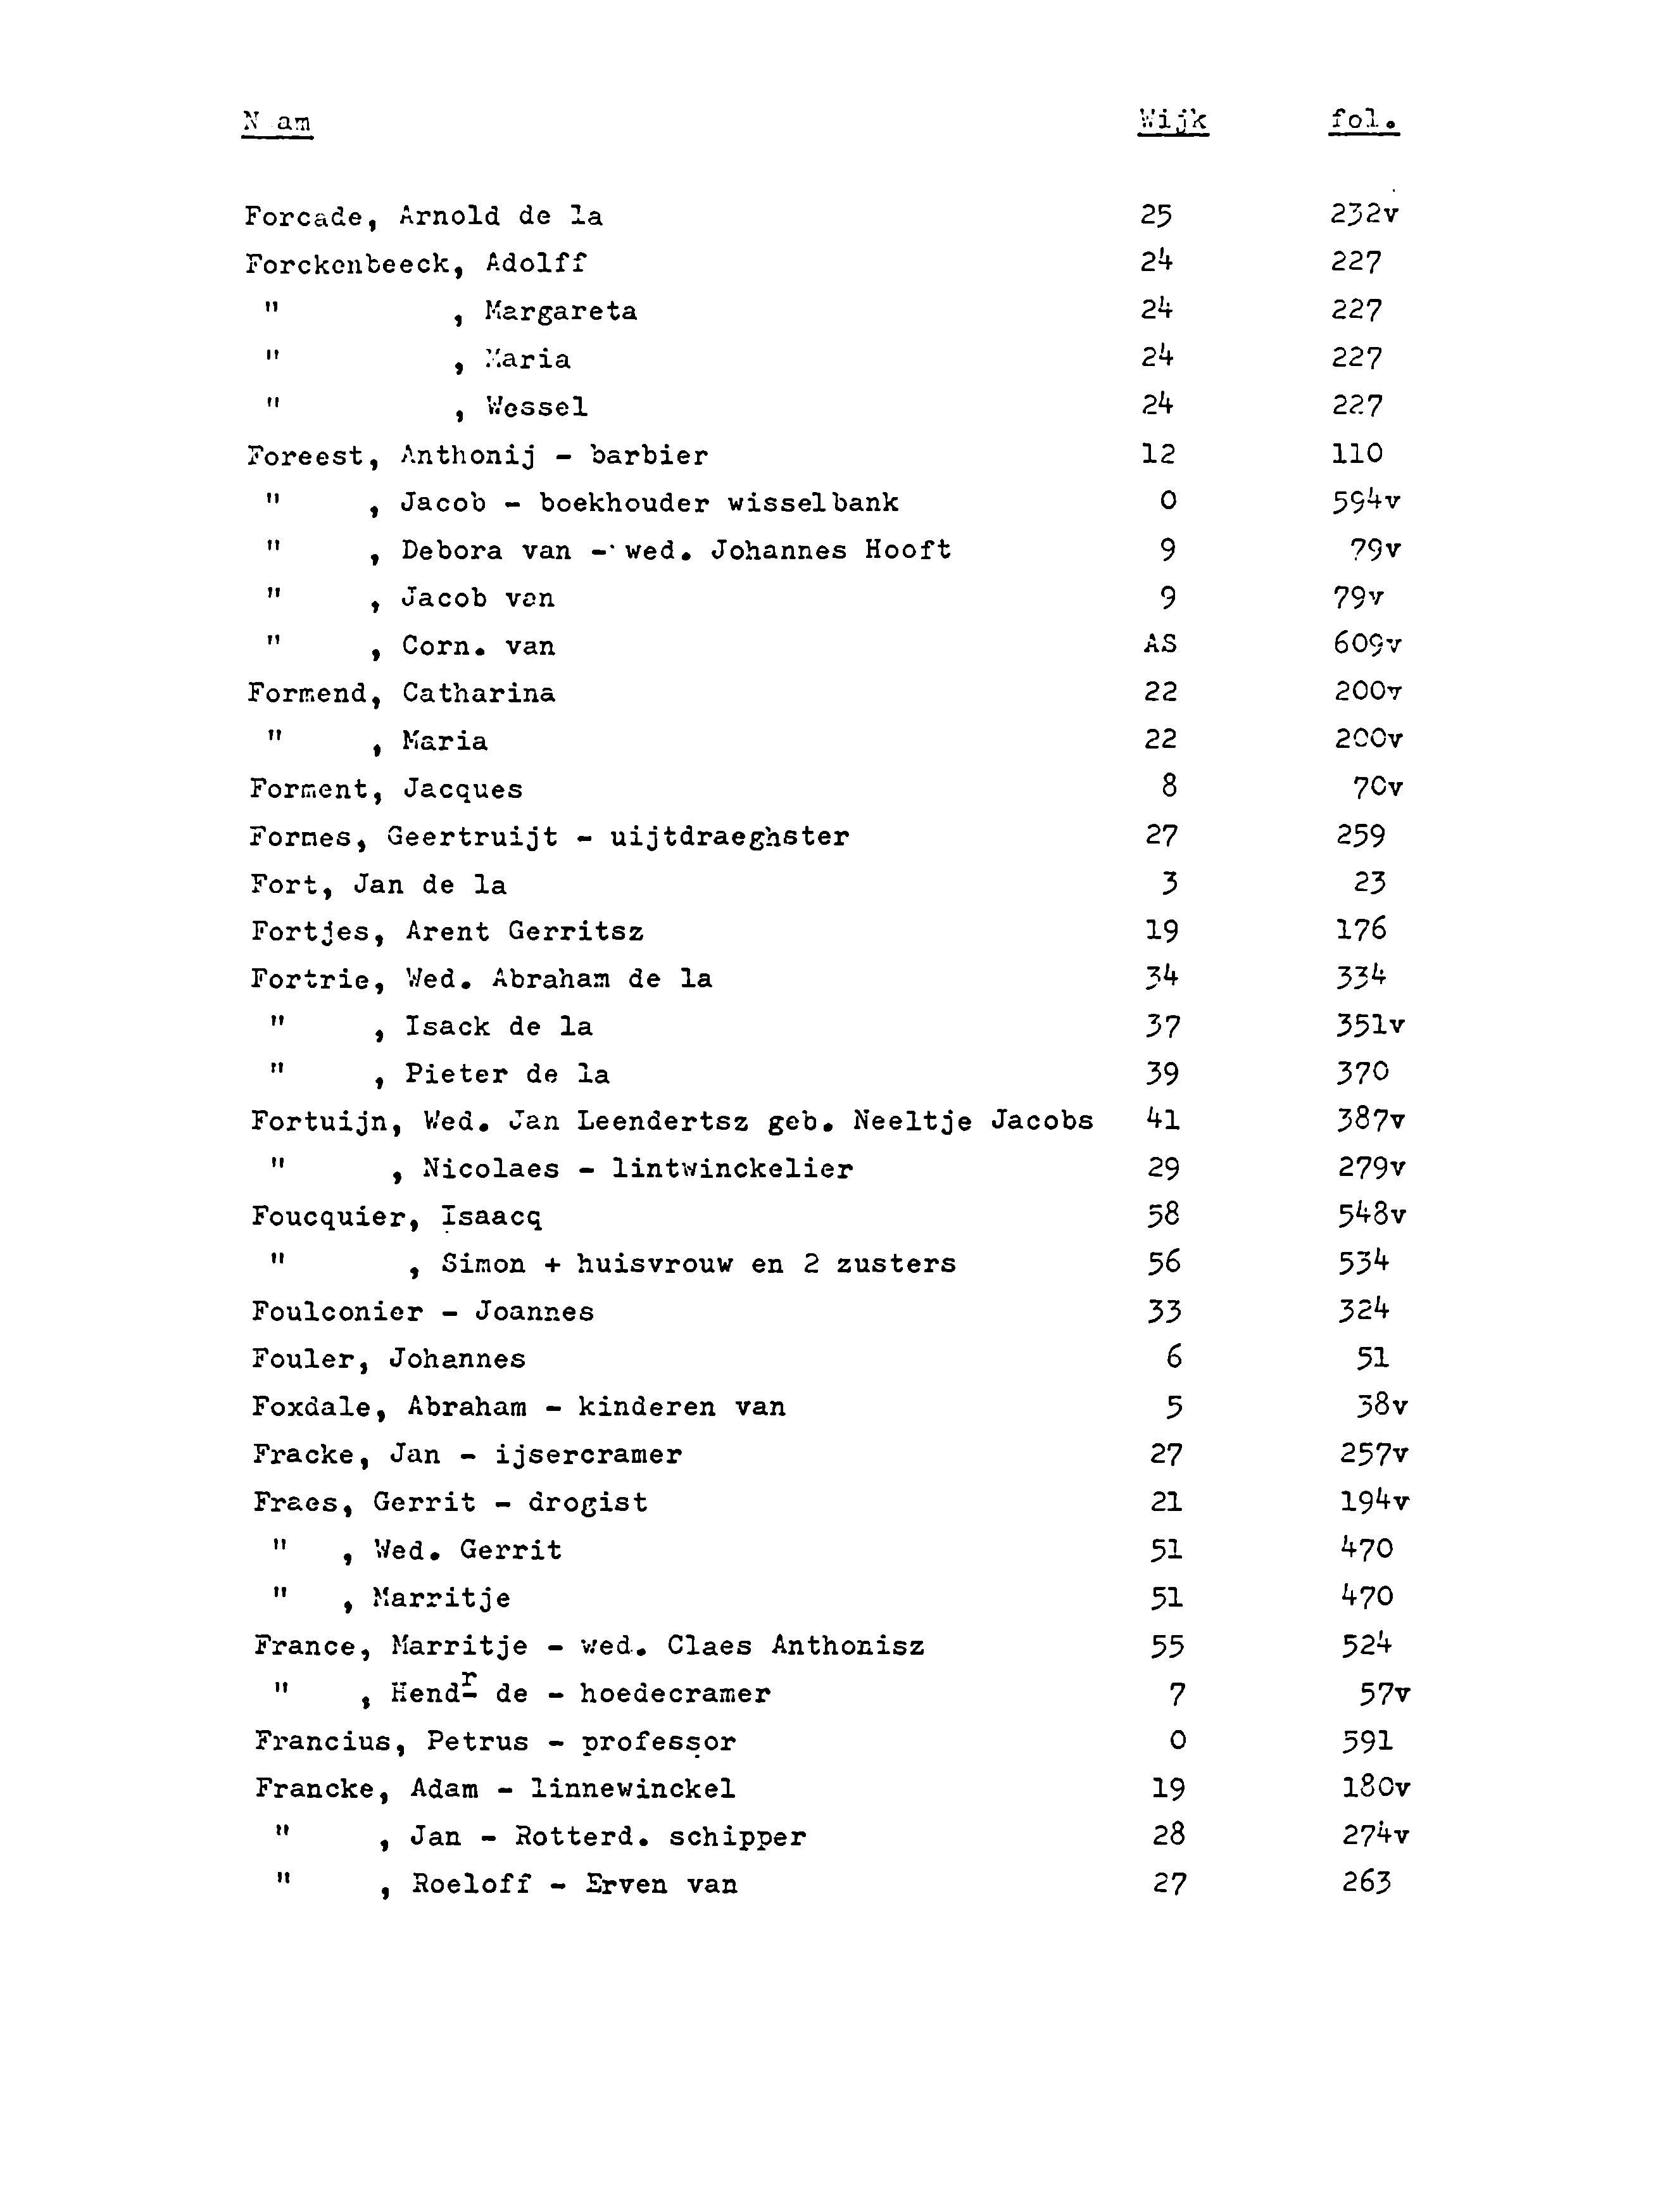 N am Wijk fol.
Forcade, Arnold de la 25 232v
Forckenbeeck, Adolff 24 227
" , Margareta 24 227
" , Maria 24 227
" , Wessel 24 227
Foreest, Anthonij - barbier 12 110
" , Jacob - boekhouder wisselbank 0 594v
" , Debora van - wed. Johannes Hooft 9 79v
" , Jacob van 9 79v
" , Corn. van AS 609v
Formend, Catharina 22 200v
" , Maria 22 200v
Forment, Jacques 8 70v
Fornes, Geertruijt - uijtdraeghster 27 259
Fort, Jan de la 3 23
Fortjes, Arent Gerritsz 19 176
Fortrie, Wed. Abraham de la 34 334
" , Isack de la 37 351v
" , Pieter de la 39 370
Fortuijn, Wed. Jan Leendertsz geb. Neeltje Jacobs 41 387v
" , Nicolaes - lintwinckelier 29 279v
Foucquier, Isaacq 58 548v
" , Simon + huisvrouw en 2 zusters 56 534
Foulconier - Joannes 33 324
Fouler, Johannes 6 51
Foxdale, Abraham - kinderen van 5 38v
Fracke, Jan - ijsercramer 27 257v
Fraes, Gerrit - drogist 21 194v
" , Wed. Gerrit 51 470
" , Marritje 51 470
France, Marritje - wed. Claes Anthonisz 55 524
" , Hendr de - hoedecramer 7 57v
Francius, Petrus - professor 0 591
Francke, Adam - linnewinckel 19 180v
" , Jan - Rotterd. schipper 28 274v
" , Roeloff - Erven van 27 263